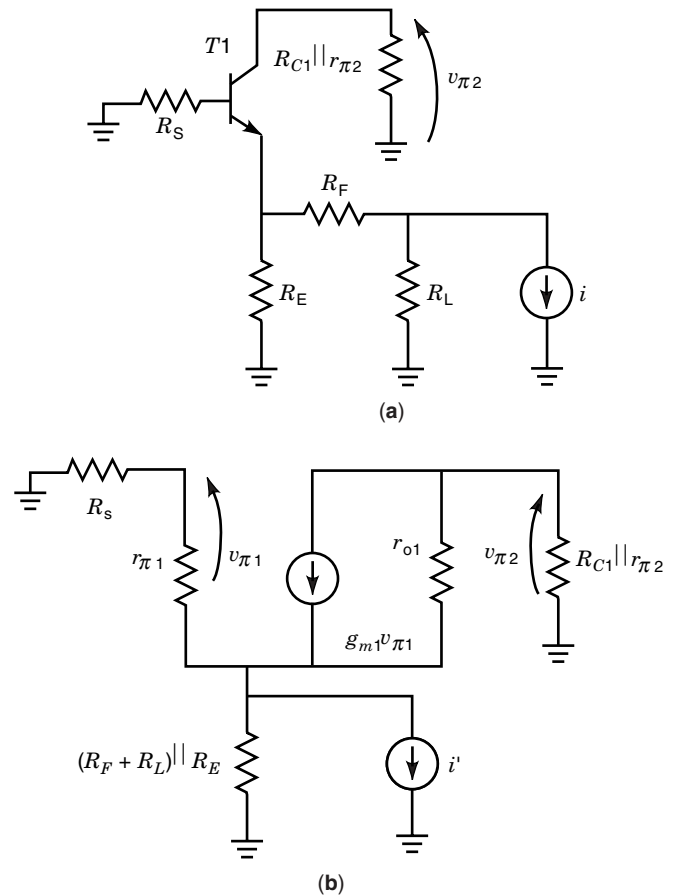 T1
R_C1||r_π2
v_π2
R_S
R_F
R_E
R_L
i
(a)
R_s
r_π1
v_π1
r_o1
v_π2
R_C1||r_π2
g_m1v_π1
(R_F + R_L)||R_E
i'
(b)